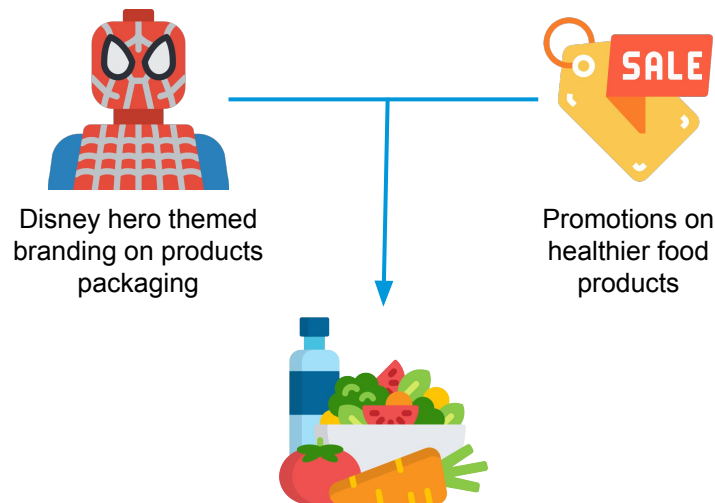 SALE
Disney hero themed
branding on products
packaging
Promotions on
healthier food
products